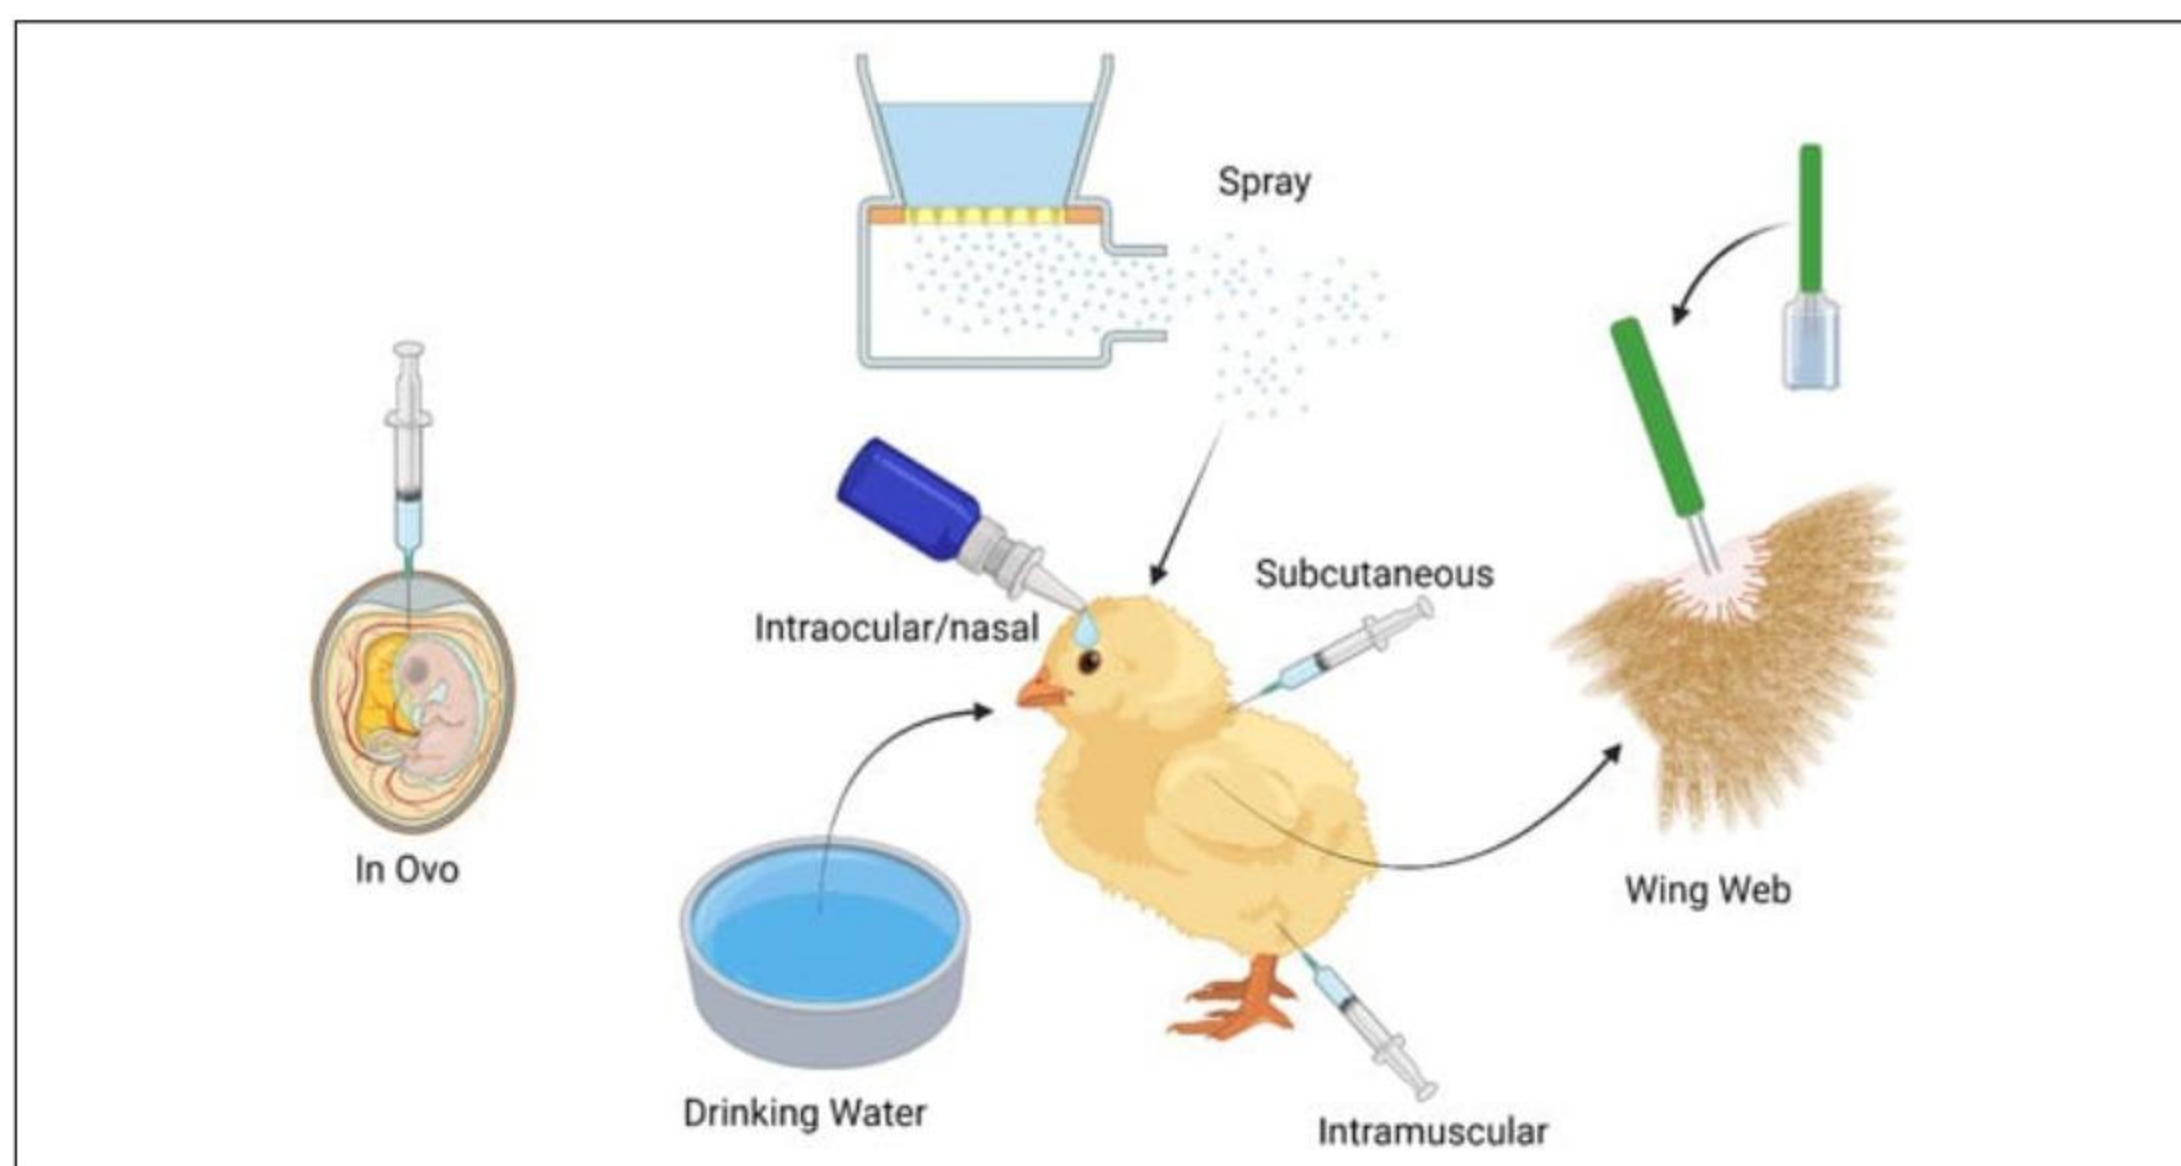 Spray
Subcutaneous
Intraocular/nasal
In Ovo
Wing Web
Drinking Water
Intramuscular